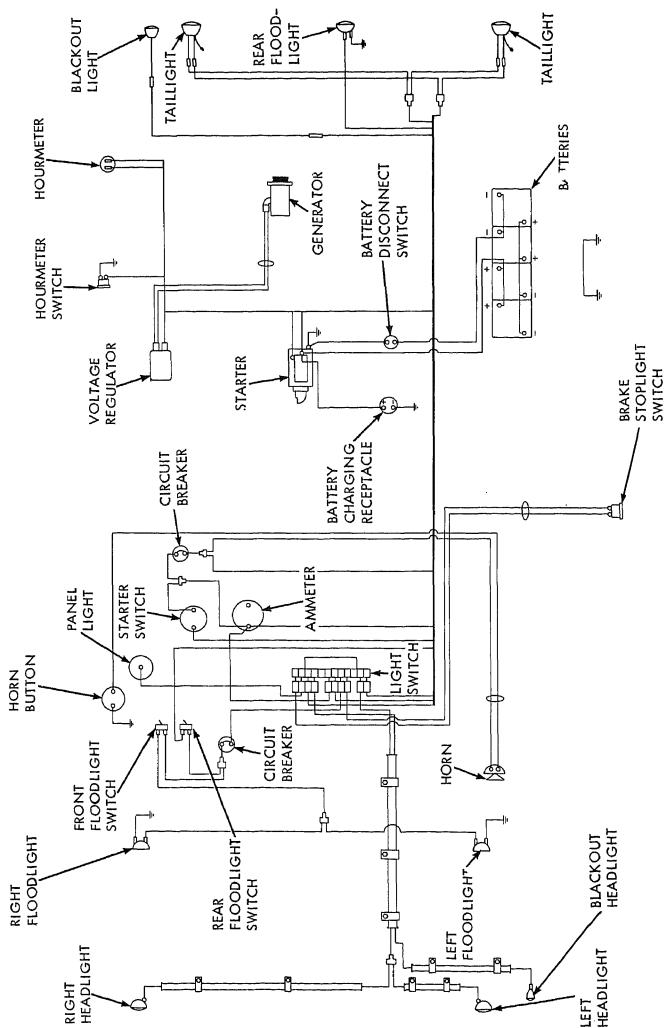 BLACKOUT
LIGHT
TAILLIGHT
REAR
FLOOD-
LIGHT
TAILLIGHT
HOURMETER
HOURMETER
SWITCH
VOLTAGE
REGULATOR
GENERATOR
STARTER
BATTERY
DISCONNECT
SWITCH
BATTERY
CHARGING
RECEPTACLE
BRAKE
STOPLIGHT
SWITCH
CIRCUIT
BREAKER
PANEL
LIGHT
STARTER
SWITCH
AMMETER
HORN
BUTTON
LIGHT
SWITCH
CIRCUIT
BREAKER
FRONT
FLOODLIGHT
SWITCH
REAR
FLOODLIGHT
SWITCH
HORN
RIGHT
FLOODLIGHT
LEFT
FLOODLIGHT
BLACKOUT
HEADLIGHT
RIGHT
HEADLIGHT
LEFT
HEADLIGHT